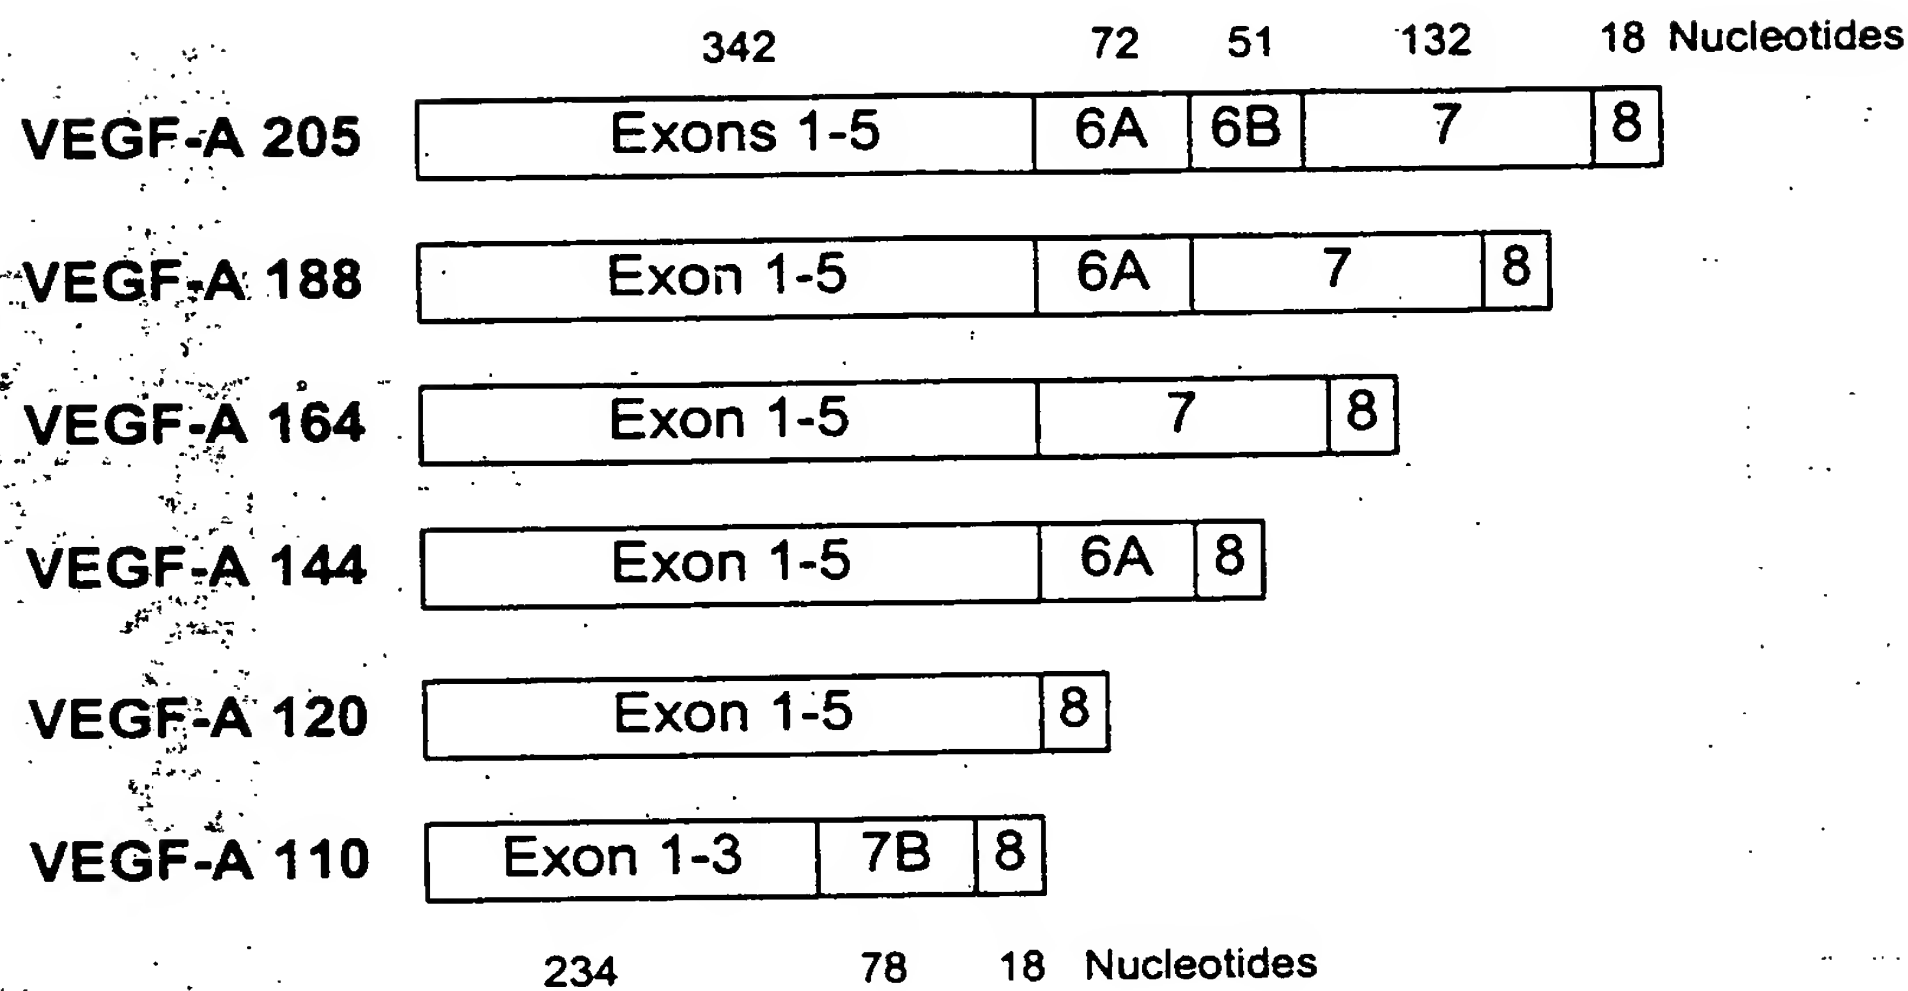 342 72 51 132 18 Nucleotides
VEGF-A 205 Exons 1-5 6A 6B 7 8
VEGF-A 188 Exon 1-5 6A 7 8
VEGF-A 164 Exon 1-5 7 8
VEGF-A 144 Exon 1-5 6A 8
VEGF-A 120 Exon 1-5 8
VEGF-A 110 Exon 1-3 7B 8
234 78 18 Nucleotides